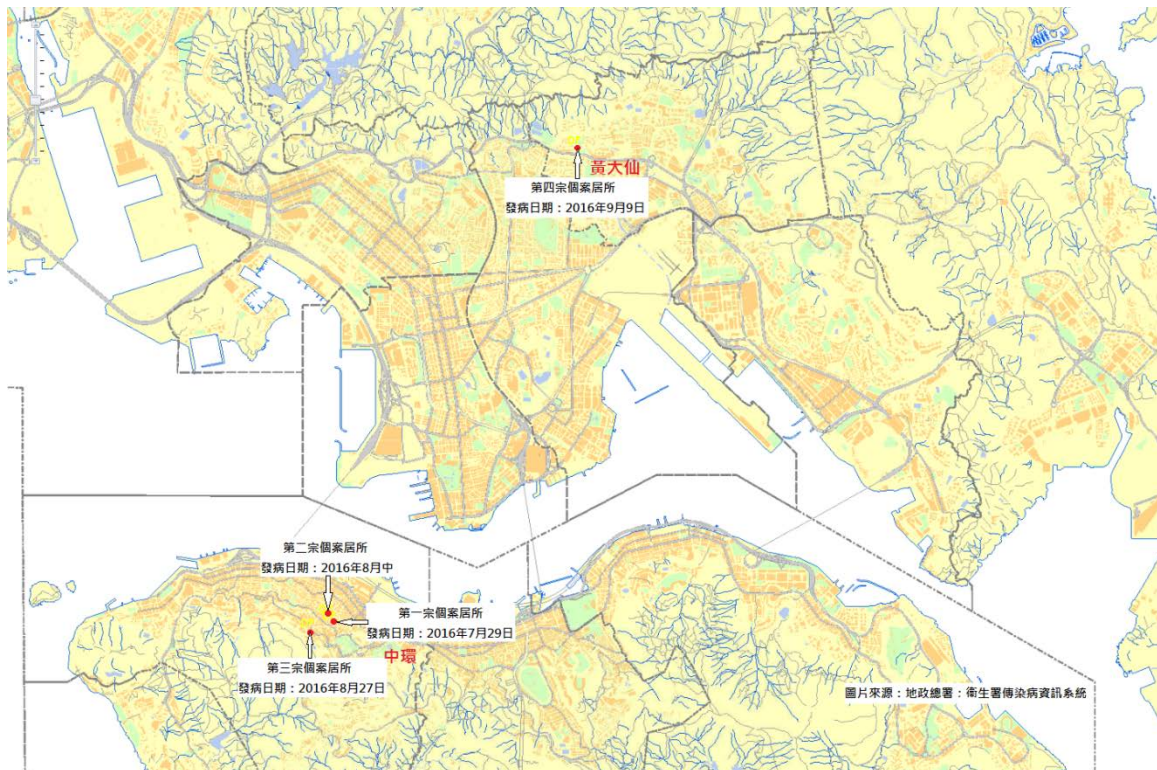 黃大仙
第四宗個案居所
發病日期：2016年9月9日
第二宗個案居所
發病日期：2016年8月中
第一宗個案居所
發病日期：2016年7月29日
中環
第三宗個案居所
發病日期：2016年8月27日
圖片來源：地政總署：衞生署傳染病資訊系統